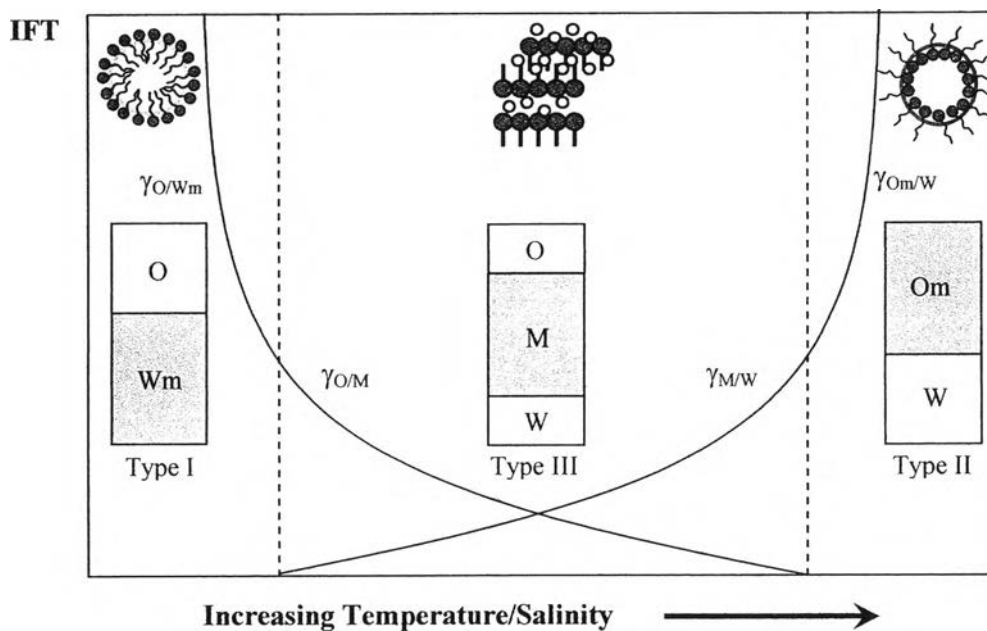 IFT
γO/Wm
γOm/W
O
Wm
Type I
γO/M
O
M
W
Type III
γM/W
Om
W
Type II
Increasing Temperature/Salinity